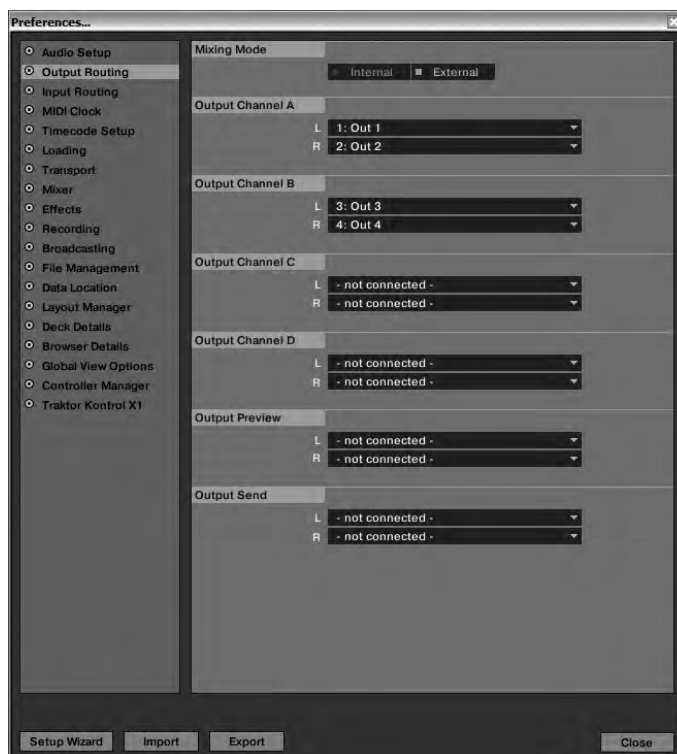 Preferences...
Audio Setup
Output Routing
Input Routing
MIDI Clock
Timecode Setup
Loading
Transport
Mixer
Effects
Recording
Broadcasting
File Management
Data Location
Layout Manager
Deck Details
Browser Details
Global View Options
Controller Manager
Traktor Kontrol X1
Mixing Mode
Internal External
Output Channel A
L 1: Out 1
R 2: Out 2
Output Channel B
L 3: Out 3
R 4: Out 4
Output Channel C
L - not connected -
R - not connected -
Output Channel D
L - not connected -
R - not connected -
Output Preview
L - not connected -
R - not connected -
Output Send
L - not connected -
R - not connected -
Setup Wizard Import Export Close